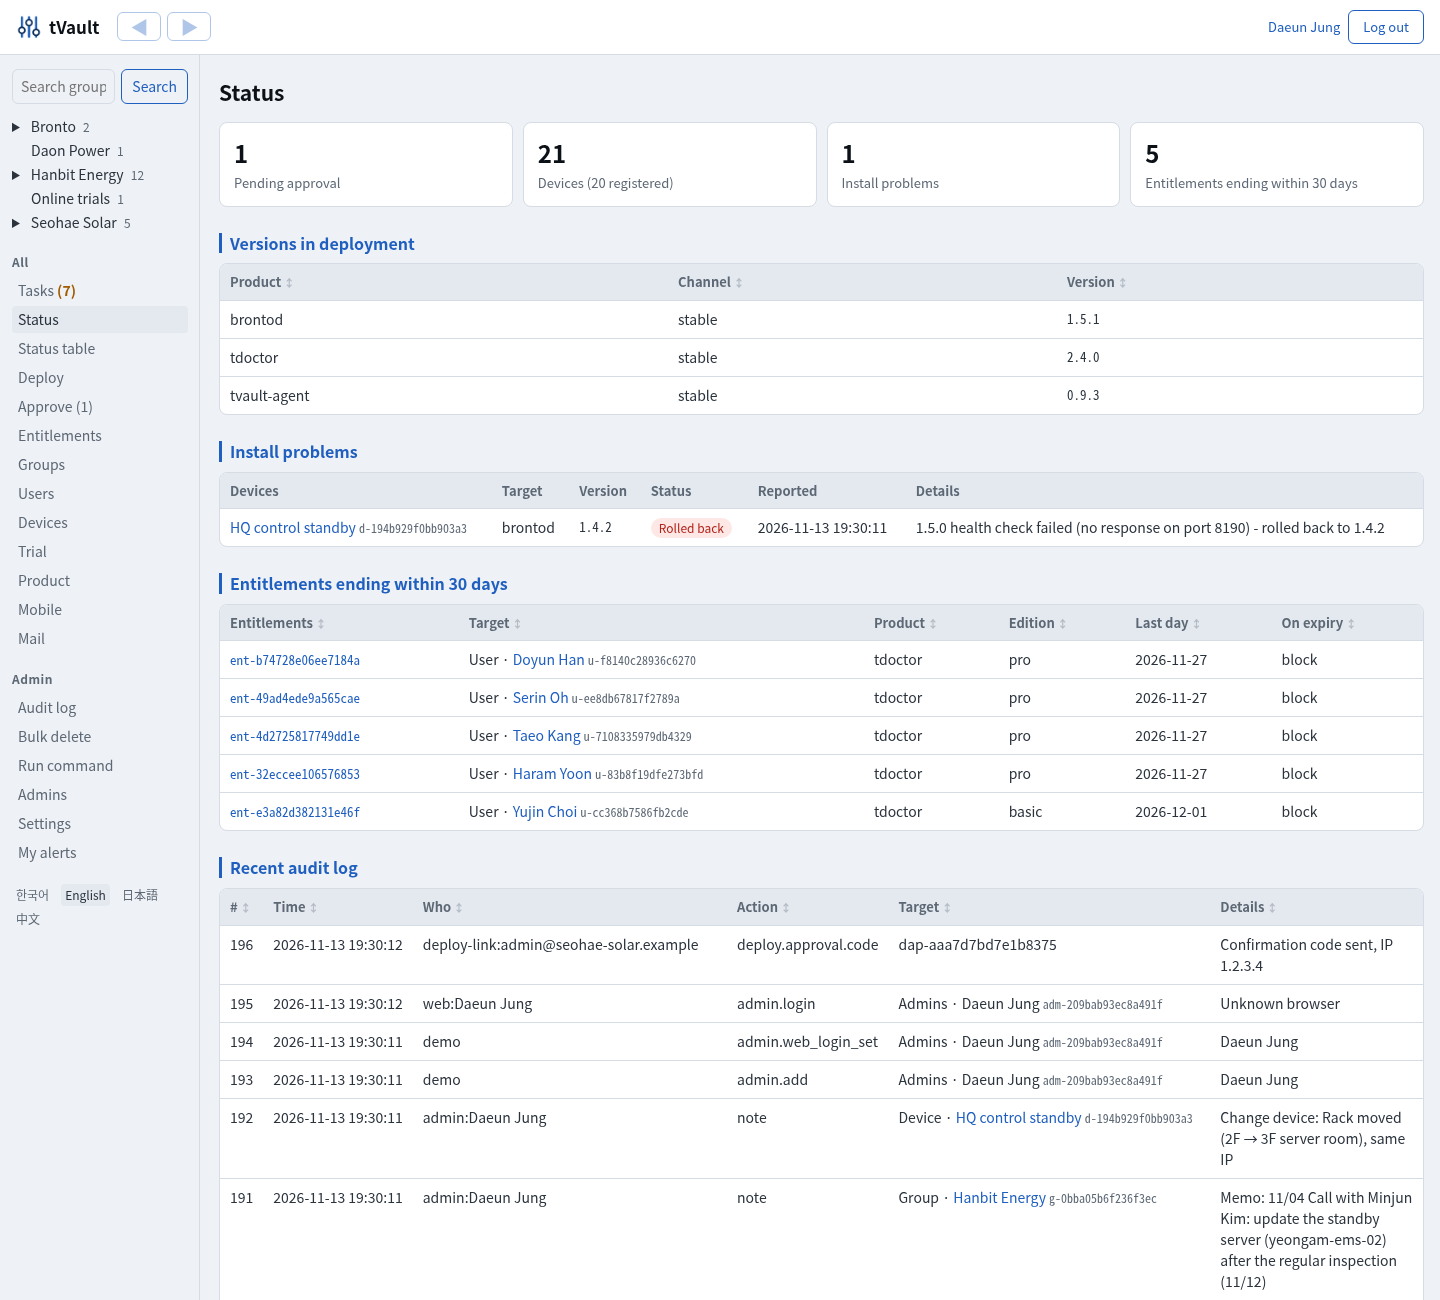 tVault
Daeun Jung
Log out
Search group
Search
Bronto 2
Daon Power 1
Hanbit Energy 12
Online trials 1
Seohae Solar 5
All
Tasks (7)
Status
Status table
Deploy
Approve (1)
Entitlements
Groups
Users
Devices
Trial
Product
Mobile
Mail
Admin
Audit log
Bulk delete
Run command
Admins
Settings
My alerts
한국어 English 日本語
中文
Status
1
Pending approval
21
Devices (20 registered)
1
Install problems
5
Entitlements ending within 30 days
Versions in deployment
Product Channel Version
brontod stable 1.5.1
tdoctor stable 2.4.0
tvault-agent stable 0.9.3
Install problems
Devices Target Version Status Reported Details
HQ control standby d-194b929f0bb903a3 brontod 1.4.2 Rolled back 2026-11-13 19:30:11 1.5.0 health check failed (no response on port 8190) - rolled back to 1.4.2
Entitlements ending within 30 days
Entitlements Target Product Edition Last day On expiry
ent-b74728e06ee7184a User · Doyun Han u-f8140c28936c6270 tdoctor pro 2026-11-27 block
ent-49ad4ede9a565cae User · Serin Oh u-ee8db67817f2789a tdoctor pro 2026-11-27 block
ent-4d2725817749dd1e User · Taeo Kang u-7108335979db4329 tdoctor pro 2026-11-27 block
ent-32eccee106576853 User · Haram Yoon u-83b8f19dfe273bfd tdoctor pro 2026-11-27 block
ent-e3a82d382131e46f User · Yujin Choi u-cc368b7586fb2cde tdoctor basic 2026-12-01 block
Recent audit log
# Time Who Action Target Details
196 2026-11-13 19:30:12 deploy-link:admin@seohae-solar.example deploy.approval.code dap-aaa7d7bd7e1b8375 Confirmation code sent, IP
1.2.3.4
195 2026-11-13 19:30:12 web:Daeun Jung admin.login Admins · Daeun Jung adm-209bab93ec8a491f Unknown browser
194 2026-11-13 19:30:11 demo admin.web_login_set Admins · Daeun Jung adm-209bab93ec8a491f Daeun Jung
193 2026-11-13 19:30:11 demo admin.add Admins · Daeun Jung adm-209bab93ec8a491f Daeun Jung
192 2026-11-13 19:30:11 admin:Daeun Jung note Device · HQ control standby d-194b929f0bb903a3 Change device: Rack moved
(2F → 3F server room), same
IP
191 2026-11-13 19:30:11 admin:Daeun Jung note Group · Hanbit Energy g-0bba05b6f236f3ec Memo: 11/04 Call with Minjun
Kim: update the standby
server (yeongam-ems-02)
after the regular inspection
(11/12)